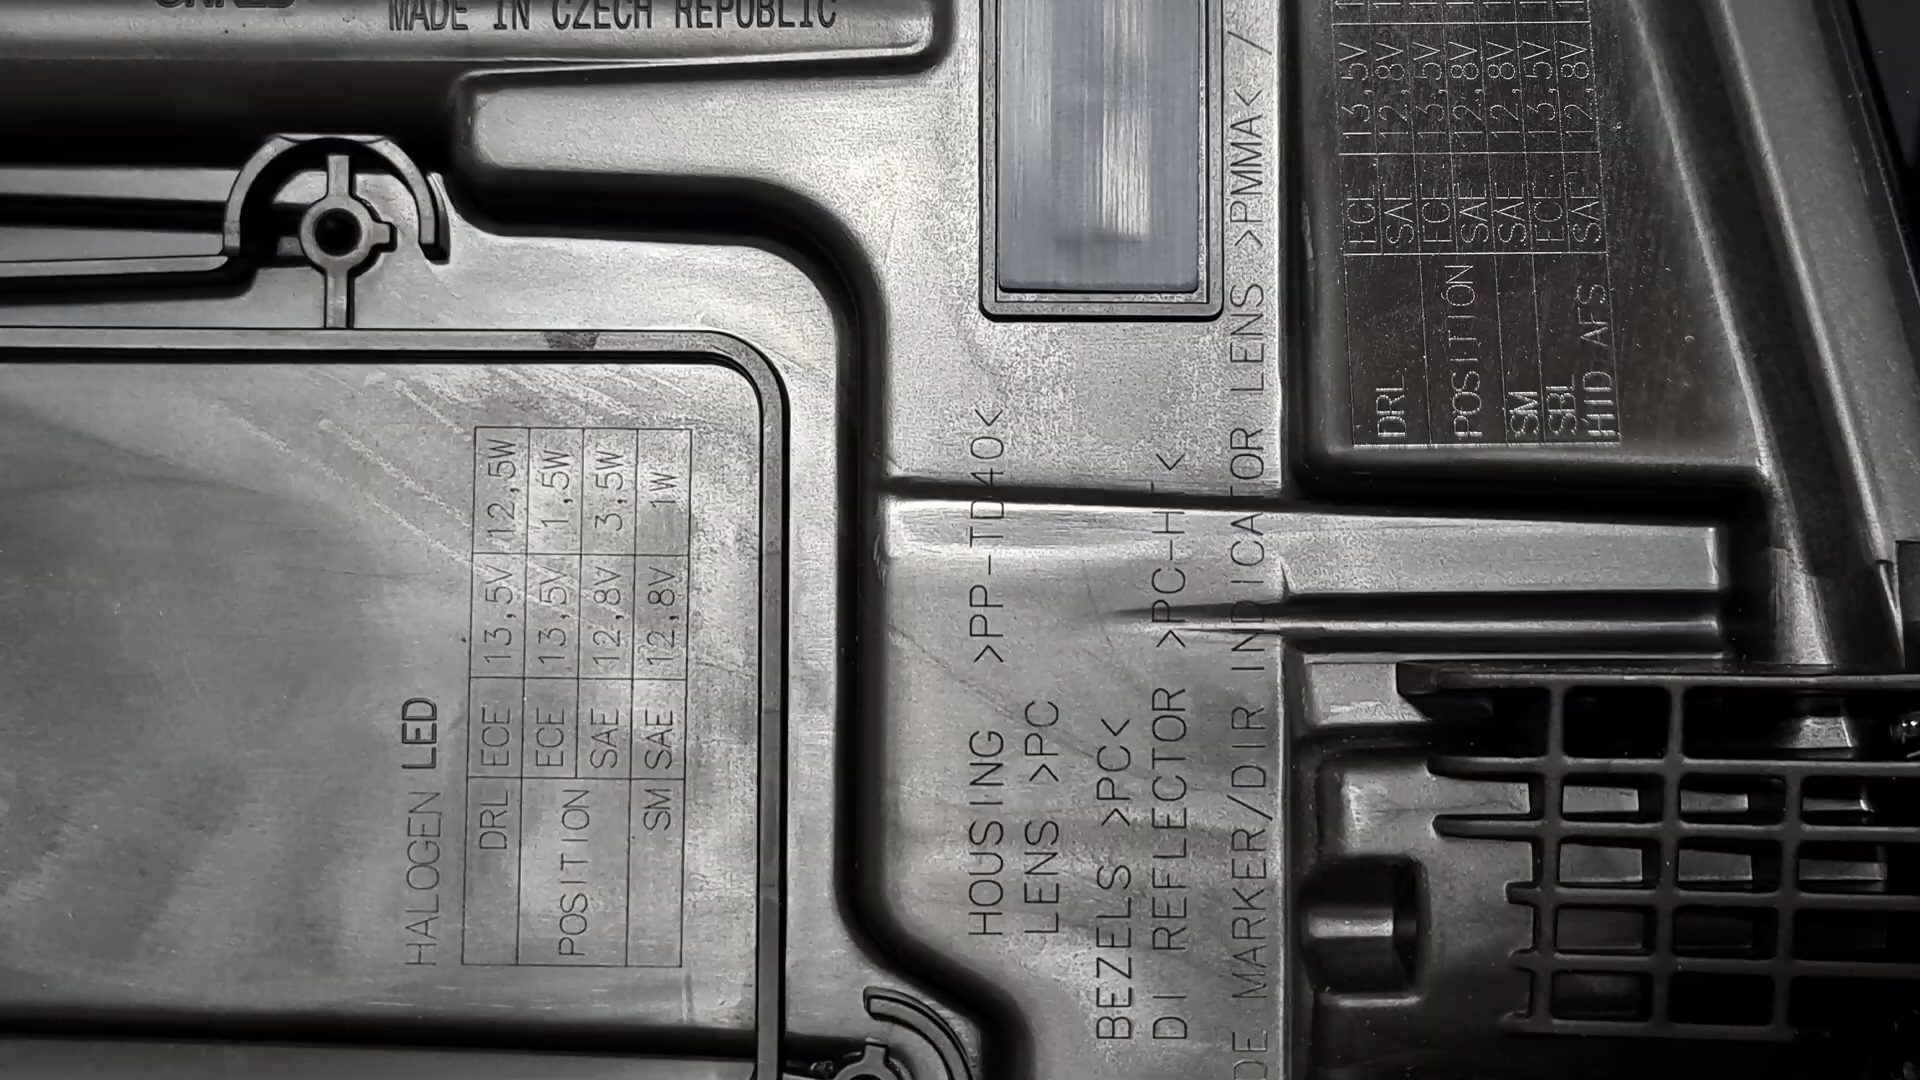 MADE IN CZECH REPUBLIC
HALOGEN LED
DRL ECE 13,5V 12,5W
POSITION ECE 13,5V 1,5W
SAE 12,8V 3,5W
SM SAE 12,8V 1W
HOUSING >PP-TD40<
LENS >PC
BEZELS >PC<
DI REFLECTOR >PC-HT<
MARKER/DIR INDICATOR LENS >PMMA< /
DRL ECE 13,5V
SAE 12,8V
POSITION ECE 13,5V
SAE 12,8V
SM SAE 12,8V
SBL ECE 13,5V
HID AFS SAE 12,8V